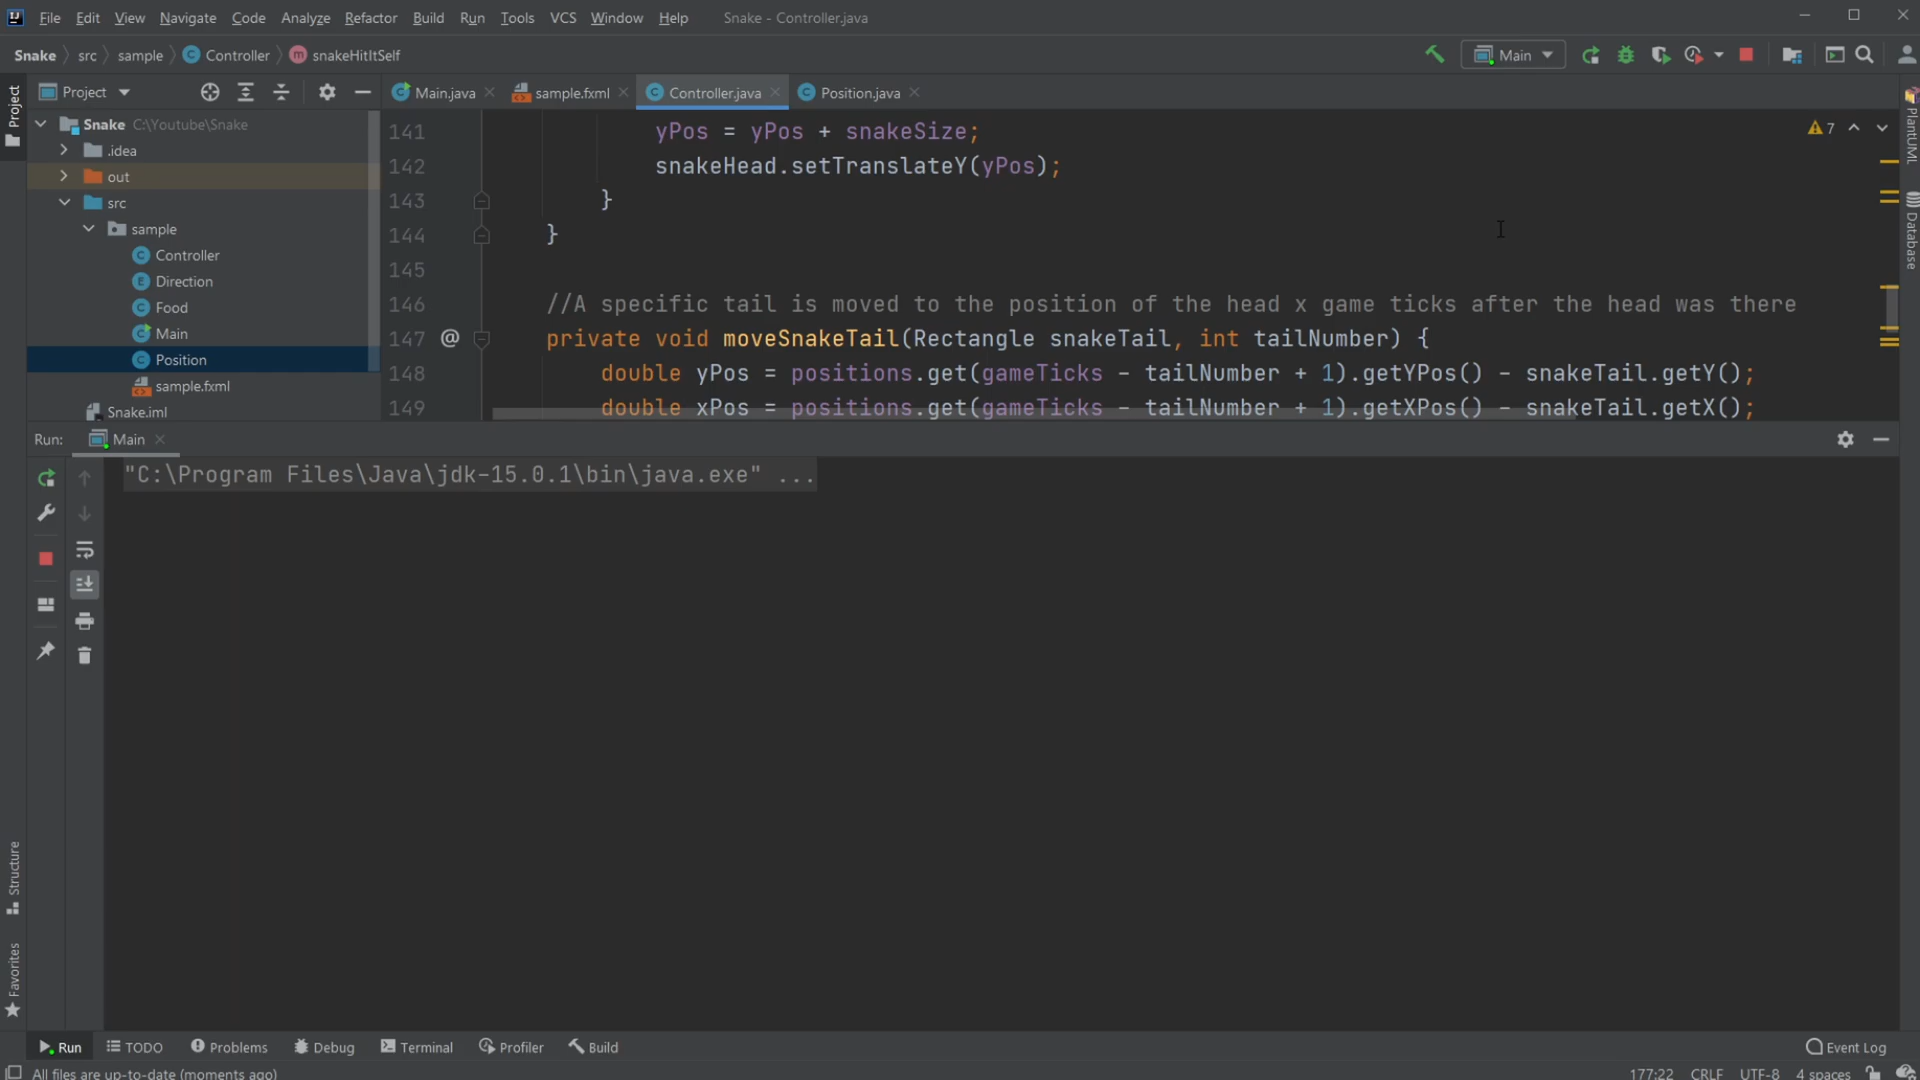 File Edit View Navigate Code Analyze Refactor Build Run Tools VCS Window Help Snake - Controller.java
Snake src sample Controller snakeHitItSelf Main
Project Main.java sample.fxml Controller.java Position.java
Snake C:\Youtube\Snake
.idea
out
src
sample
Controller
Direction
Food
Main
Position
sample.fxml
Snake.iml
7
141 yPos = yPos + snakeSize;
142 snakeHead.setTranslateY(yPos);
143 }
144 }
145
146 //A specific tail is moved to the position of the head x game ticks after the head was there
147 @ private void moveSnakeTail(Rectangle snakeTail, int tailNumber) {
148 double yPos = positions.get(gameTicks - tailNumber + 1).getYPos() - snakeTail.getY();
149 double xPos = positions.get(gameTicks - tailNumber + 1).getXPos() - snakeTail.getX();
Project
Structure
Favorites
PlantUML
Database
Run: Main
"C:\Program Files\Java\jdk-15.0.1\bin\java.exe" ...
Run TODO Problems Debug Terminal Profiler Build Event Log
All files are up-to-date (moments ago) 177:22 CRLF UTF-8 4 spaces